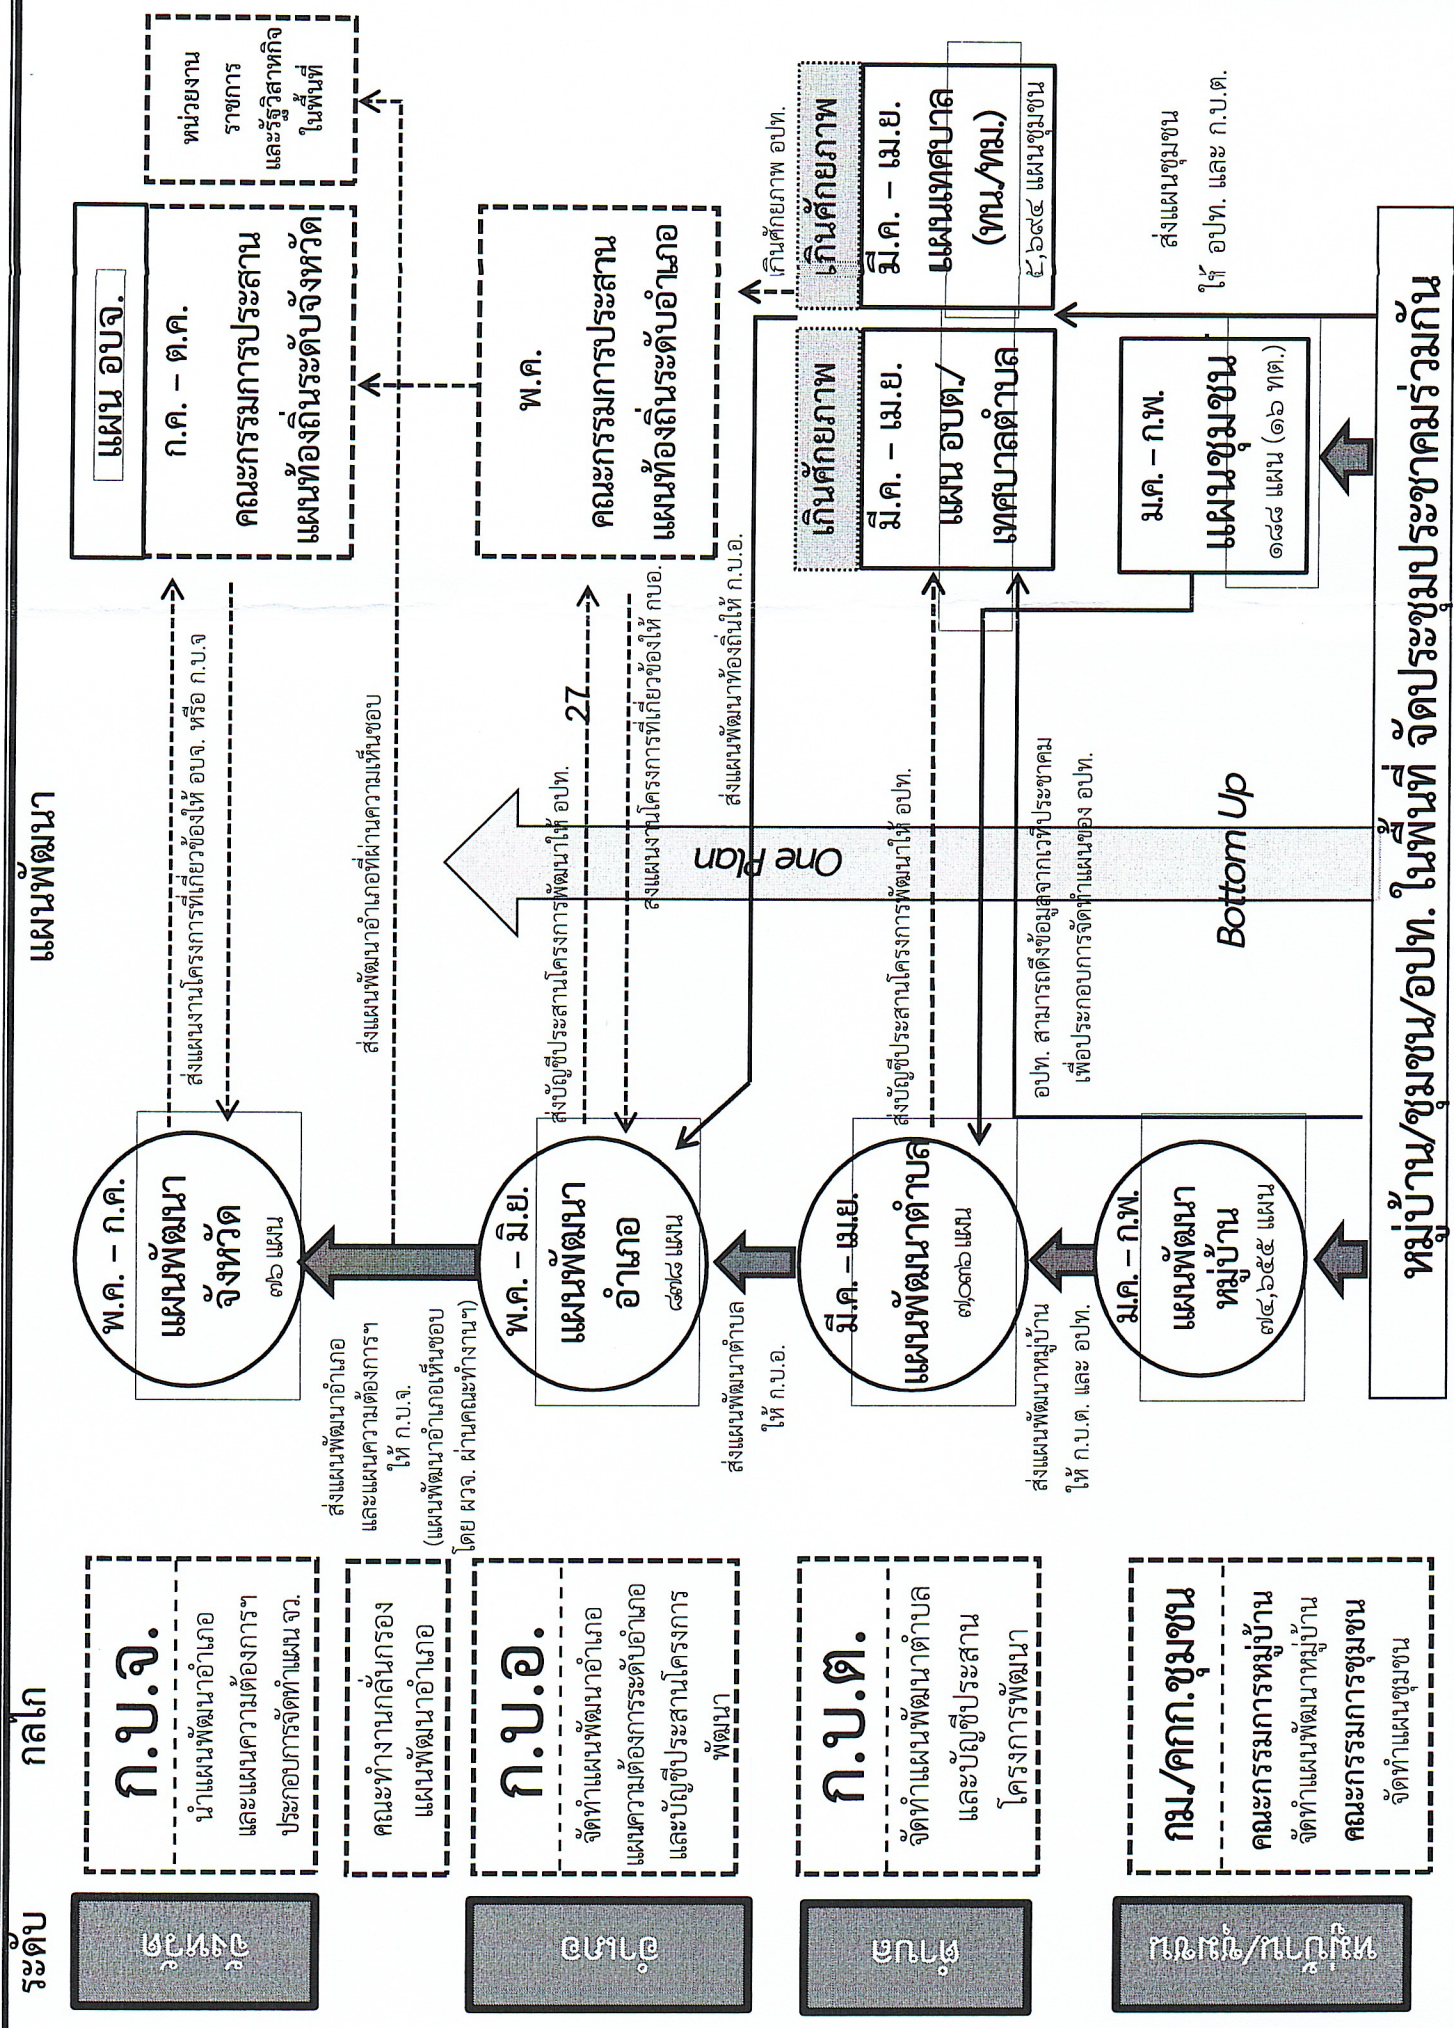 ระดับ
กลไก
แผนพัฒนา
จังหวัด
ก.บ.จ.
นำแผนพัฒนาอำเภอ
และแผนความต้องการฯ
ประกอบการจัดทำแผน จว.
คณะทำงานกลั่นกรอง
แผนพัฒนาอำเภอ
พ.ค. – ก.ค.
แผนพัฒนา
จังหวัด
๗๖ แผน
ส่งแผนงานโครงการที่เกี่ยวข้องให้ อบจ. หรือ ก.บ.จ
แผน อบจ.
ก.ค. – ต.ค.
คณะกรรมการประสาน
แผนท้องถิ่นระดับจังหวัด
หน่วยงาน
ราชการ
และรัฐวิสาหกิจ
ในพื้นที่
ส่งแผนพัฒนาอำเภอ
และแผนความต้องการฯ
ให้ ก.บ.จ.
(แผนพัฒนาอำเภอเห็นชอบ
โดย ผวจ. ผ่านคณะทำงานฯ)
ส่งแผนพัฒนาอำเภอที่ผ่านความเห็นชอบ
อำเภอ
ก.บ.อ.
จัดทำแผนพัฒนาอำเภอ
แผนความต้องการระดับอำเภอ
และบัญชีประสานโครงการ
พัฒนา
พ.ค. – มิ.ย.
แผนพัฒนา
อำเภอ
๘๗๘ แผน
ส่งบัญชีประสานโครงการพัฒนาให้ อปท.
27
ส่งแผนงานโครงการที่เกี่ยวข้องให้ กบอ.
พ.ค.
คณะกรรมการประสาน
แผนท้องถิ่นระดับอำเภอ
ส่งแผนพัฒนาตำบล
ให้ ก.บ.อ.
One Plan
ส่งแผนพัฒนาท้องถิ่นให้ ก.บ.อ.
เกินศักยภาพ อปท.
ตำบล
ก.บ.ต.
จัดทำแผนพัฒนาตำบล
และบัญชีประสาน
โครงการพัฒนา
มี.ค. – เม.ย.
แผนพัฒนาตำบล
๗,๐๓๖ แผน
ส่งบัญชีประสานโครงการพัฒนาให้ อปท.
เกินศักยภาพ
มี.ค. – เม.ย.
แผน อบต./
เทศบาลตำบล
เกินศักยภาพ
มี.ค. – เม.ย.
แผนเทศบาล
(ทน./ทม.)
๕,๖๙๔ แผนชุมชน
ส่งแผนพัฒนาหมู่บ้าน
ให้ ก.บ.ต. และ อปท.
อปท. สามารถดึงข้อมูลจากเวทีประชาคม
เพื่อประกอบการจัดทำแผนของ อปท.
หมู่บ้าน/ชุมชน
กม./คกก.ชุมชน
คณะกรรมการหมู่บ้าน
จัดทำแผนพัฒนาหมู่บ้าน
คณะกรรมการชุมชน
จัดทำแผนชุมชน
ม.ค. – ก.พ.
แผนพัฒนา
หมู่บ้าน
๗๔,๖๕๕ แผน
Bottom Up
ม.ค. – ก.พ.
แผนชุมชน
๑๘๘ แผน (๑๖ ทต.)
ส่งแผนชุมชน
ให้ อปท. และ ก.บ.ต.
หมู่บ้าน/ชุมชน/อปท. ในพื้นที่ จัดประชุมประชาคมร่วมกัน